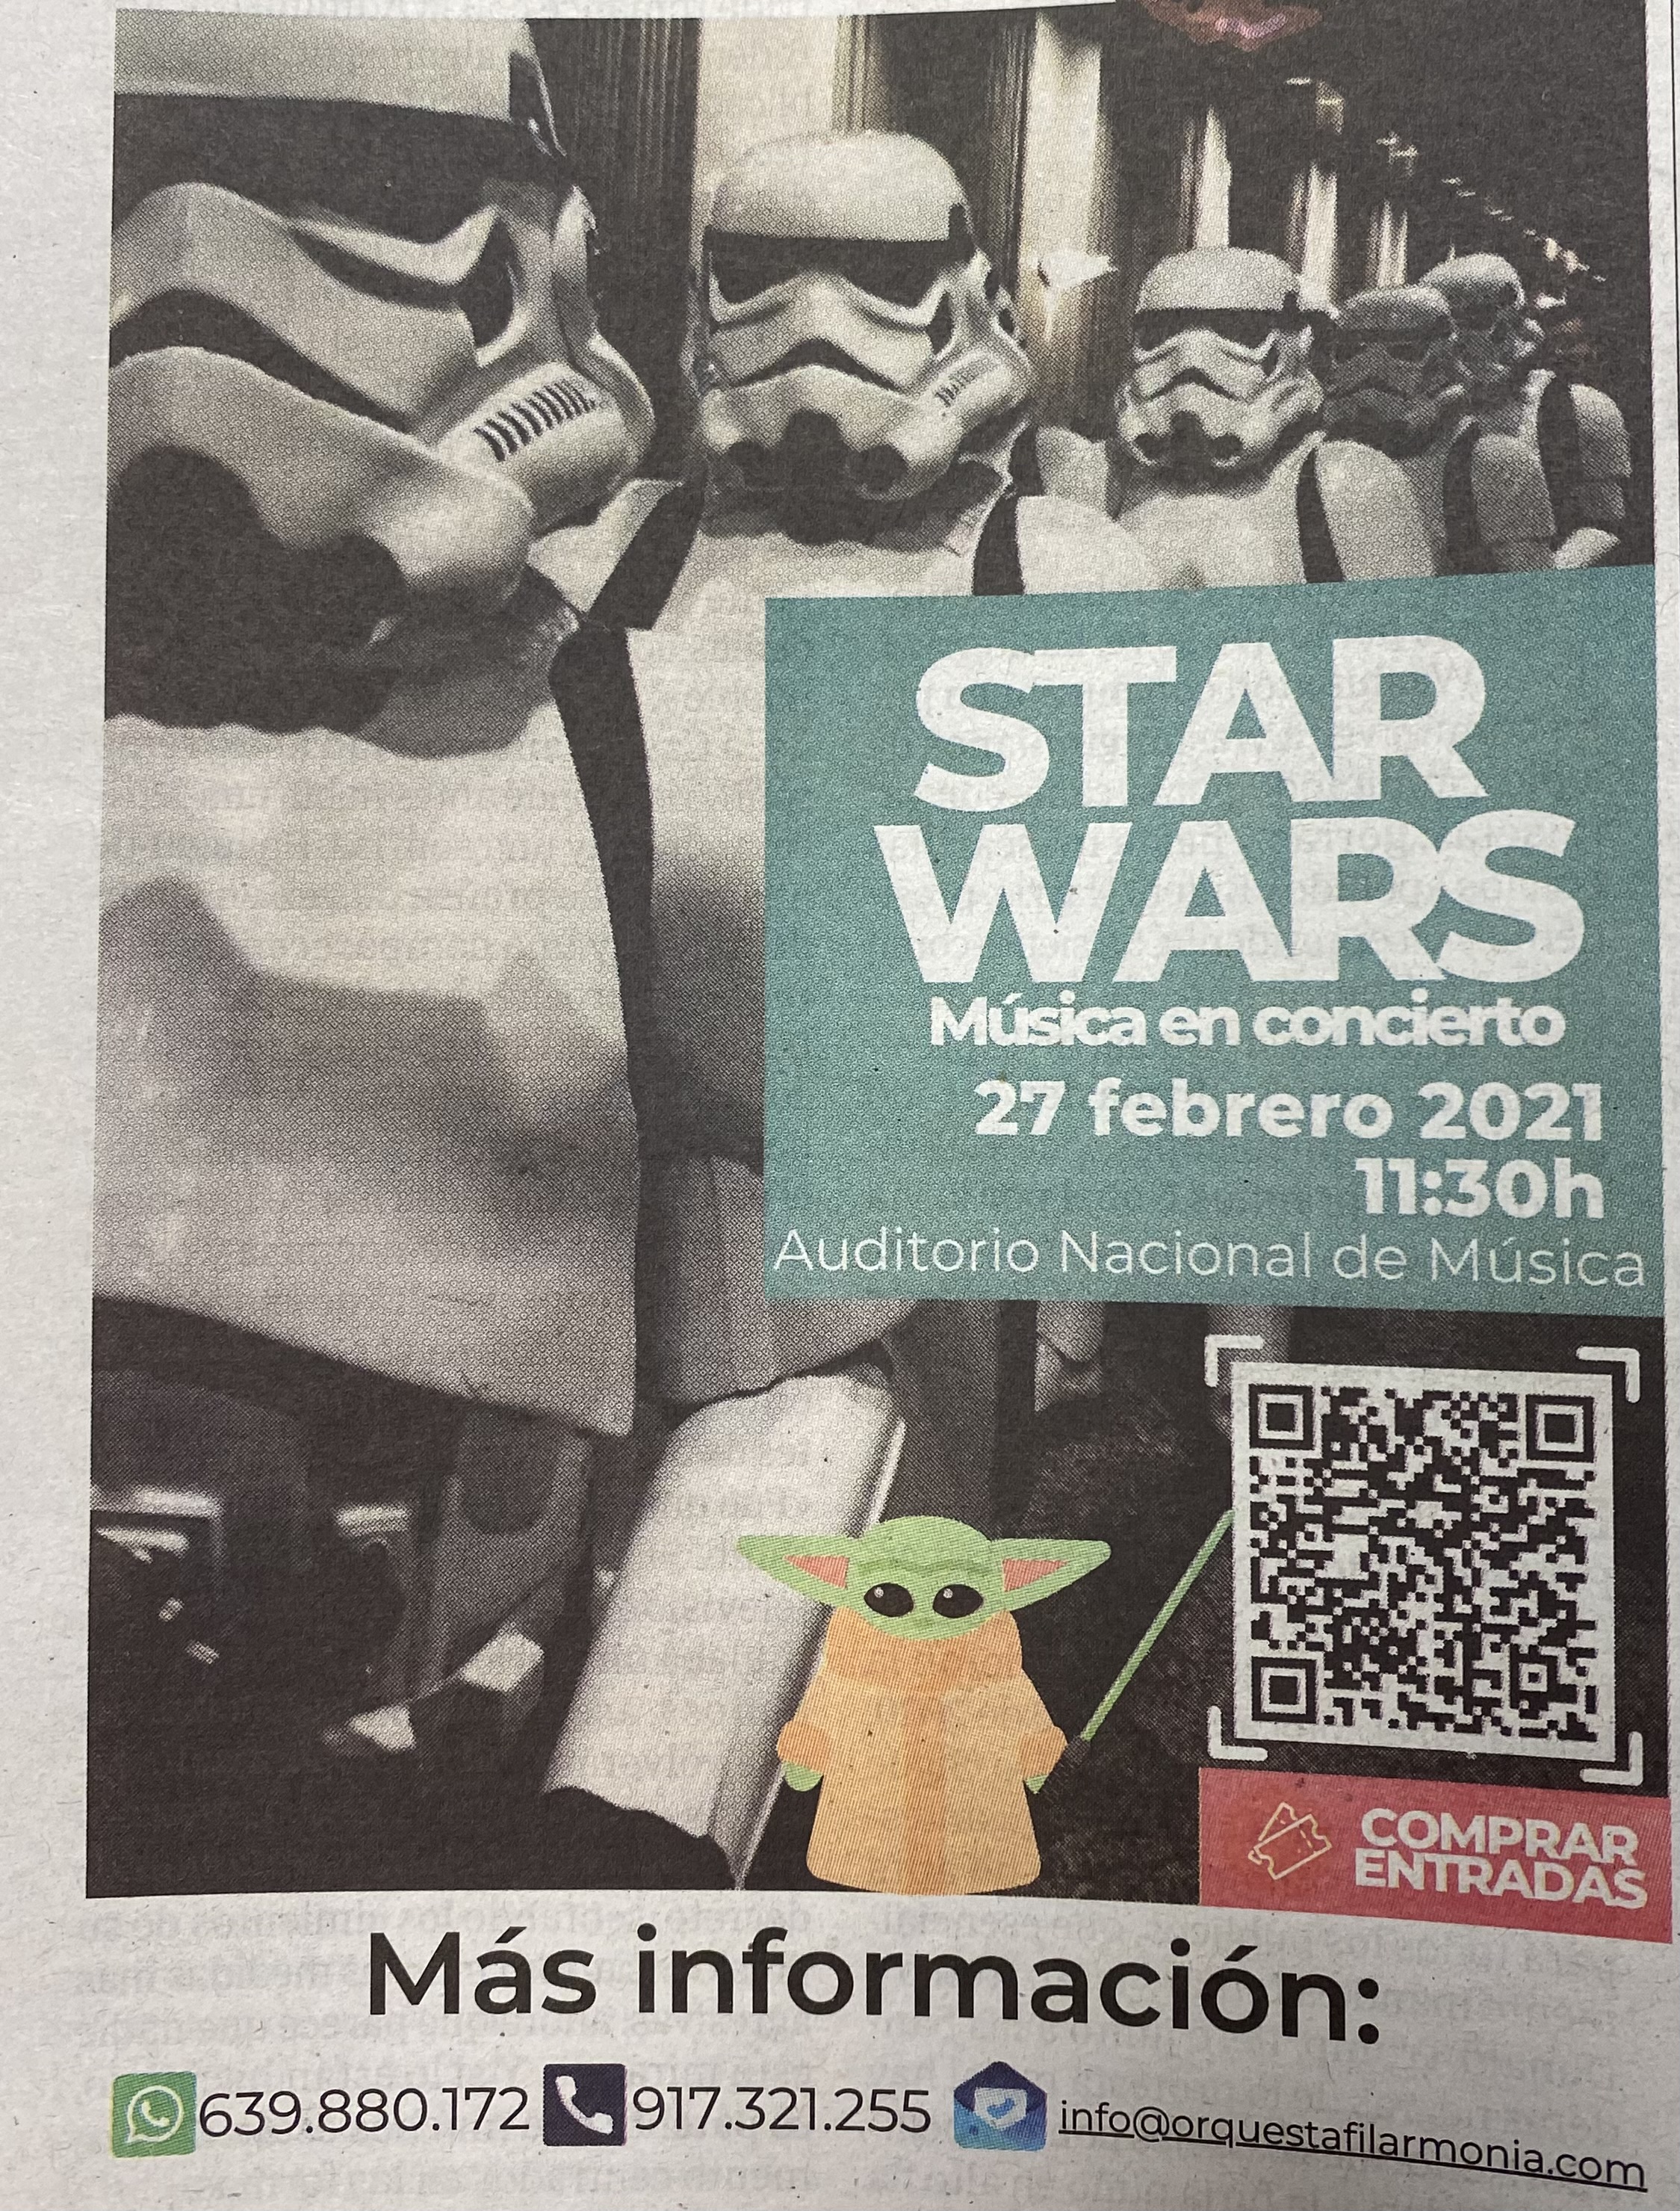 STAR
WARS
Música en concierto
27 febrero 2021
11:30h
Auditorio Nacional de Música
COMPRAR
ENTRADAS
Más información:
639.880.172 917.321.255 info@orquestafilarmonia.com